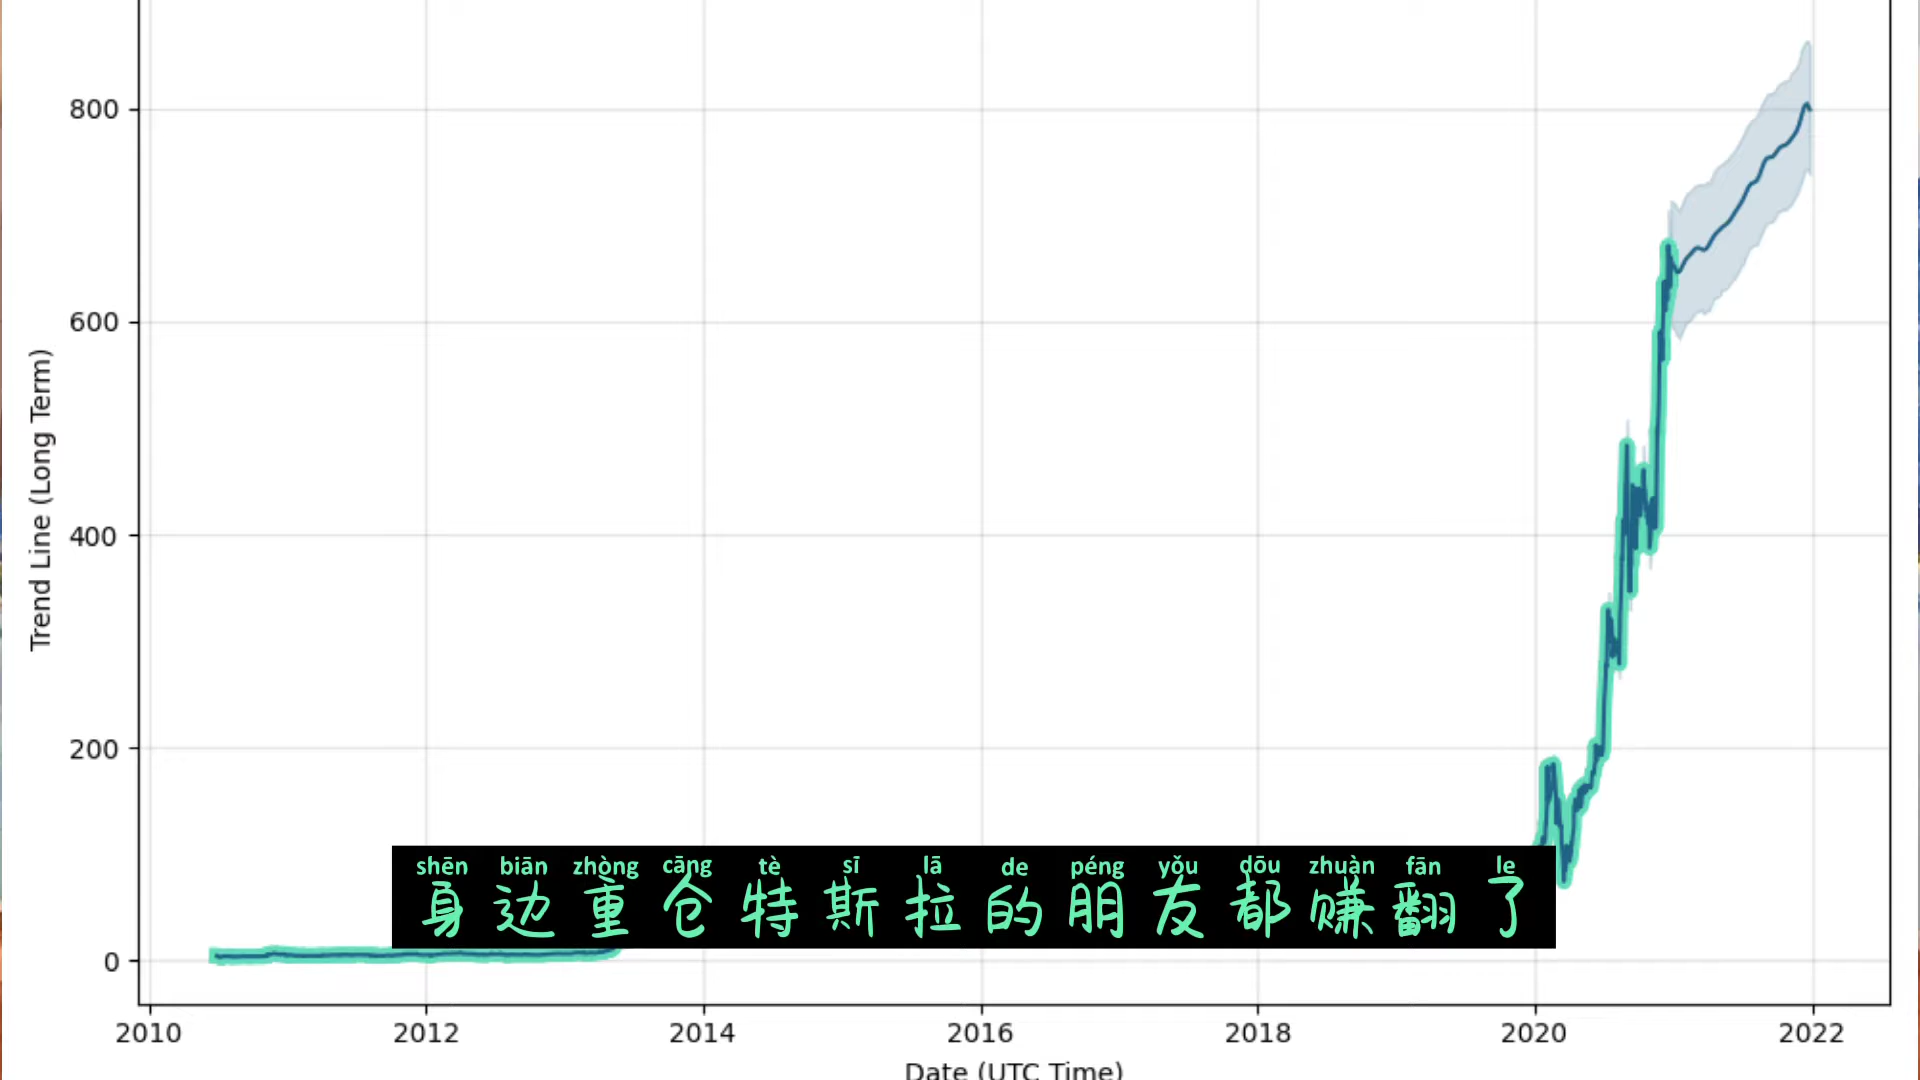 800
600
400
200
0
Trend Line (Long Term)
shēn biān zhòng cāng tè sī lā de péng yǒu dōu zhuàn fān le
身边重仓特斯拉的朋友都赚翻了
2010 2012 2014 2016 2018 2020 2022
Date (UTC Time)